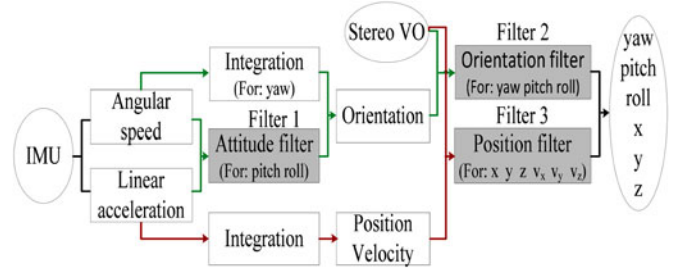 Stereo VO
Filter 2
Integration
(For: yaw)
Orientation filter
(For: yaw pitch roll)
yaw
pitch
roll
x
y
z
Angular
speed
Filter 1
Attitude filter
(For: pitch roll)
Orientation
Filter 3
Position filter
(For: x y z vₓ vᵧ v_z)
IMU
Linear
acceleration
Integration
Position
Velocity